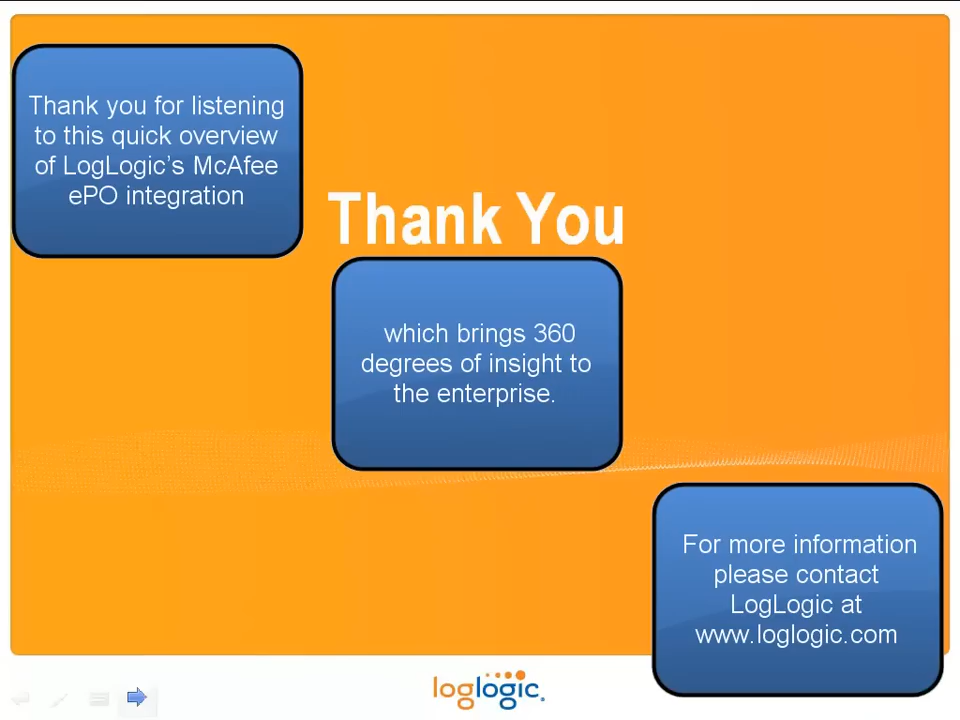 Thank you for listening
to this quick overview
of LogLogic's McAfee
ePO integration
Thank You
which brings 360
degrees of insight to
the enterprise.
For more information
please contact
LogLogic at
www.loglogic.com
loglogic.